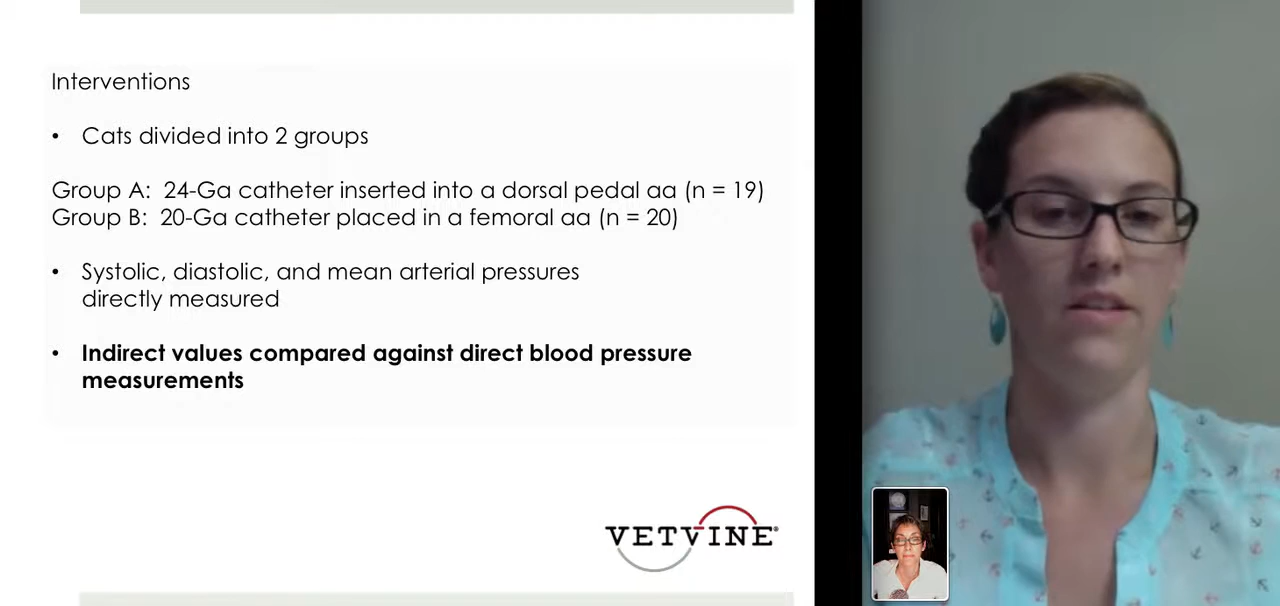 Interventions
• Cats divided into 2 groups
Group A:  24-Ga catheter inserted into a dorsal pedal aa (n = 19)
Group B:  20-Ga catheter placed in a femoral aa (n = 20)
• Systolic, diastolic, and mean arterial pressures
directly measured
• Indirect values compared against direct blood pressure
measurements
VETVINE®